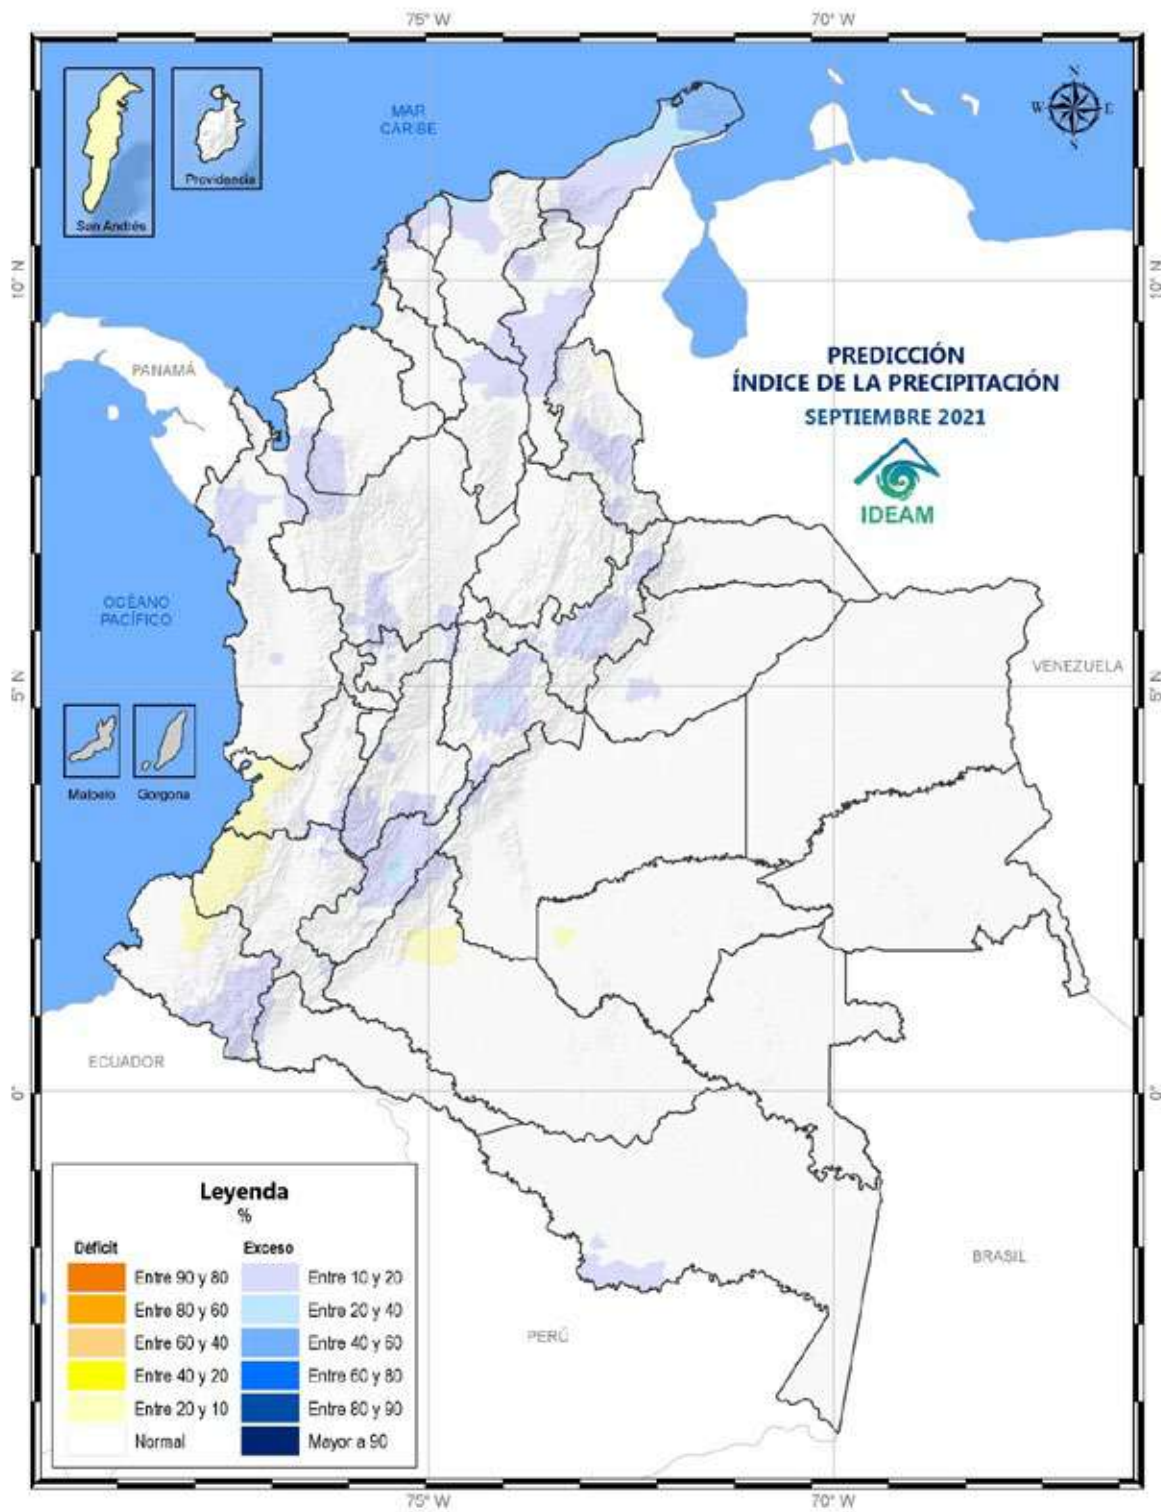 75° W
70° W
MAR
CARIBE
N
W
E
S
San Andrés
Providencia
10° N
10° N
PANAMÁ
PREDICCIÓN
ÍNDICE DE LA PRECIPITACIÓN
SEPTIEMBRE 2021
IDEAM
OCÉANO
PACÍFICO
VENEZUELA
5° N
5° N
Malpelo
Gorgona
ECUADOR
0°
0°
Leyenda
%
Déficit
Exceso
Entre 90 y 80
Entre 10 y 20
Entre 80 y 60
Entre 20 y 40
Entre 60 y 40
Entre 40 y 60
Entre 40 y 20
Entre 60 y 80
Entre 20 y 10
Entre 80 y 90
Normal
Mayor a 90
BRASIL
PERÚ
75° W
70° W